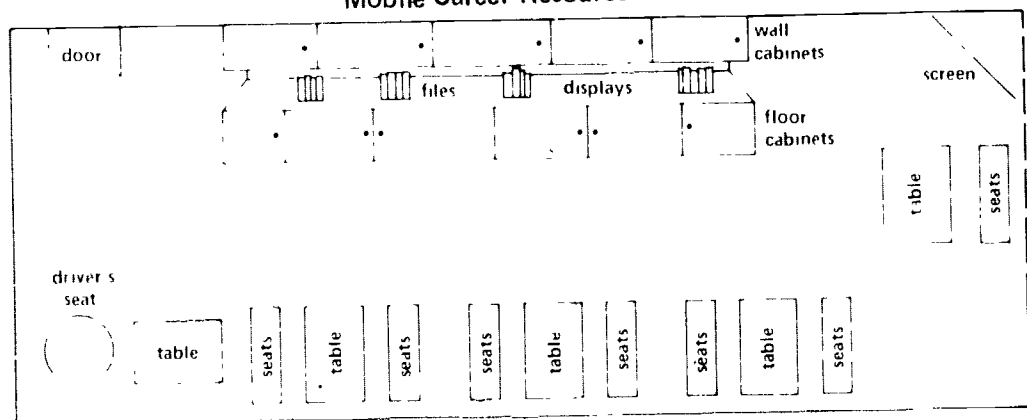 Mobile Career Resource
door
wall
cabinets
screen
files
displays
floor
cabinets
table
seats
driver s
seat
table
seats
table
seats
seats
table
seats
seats
table
seats